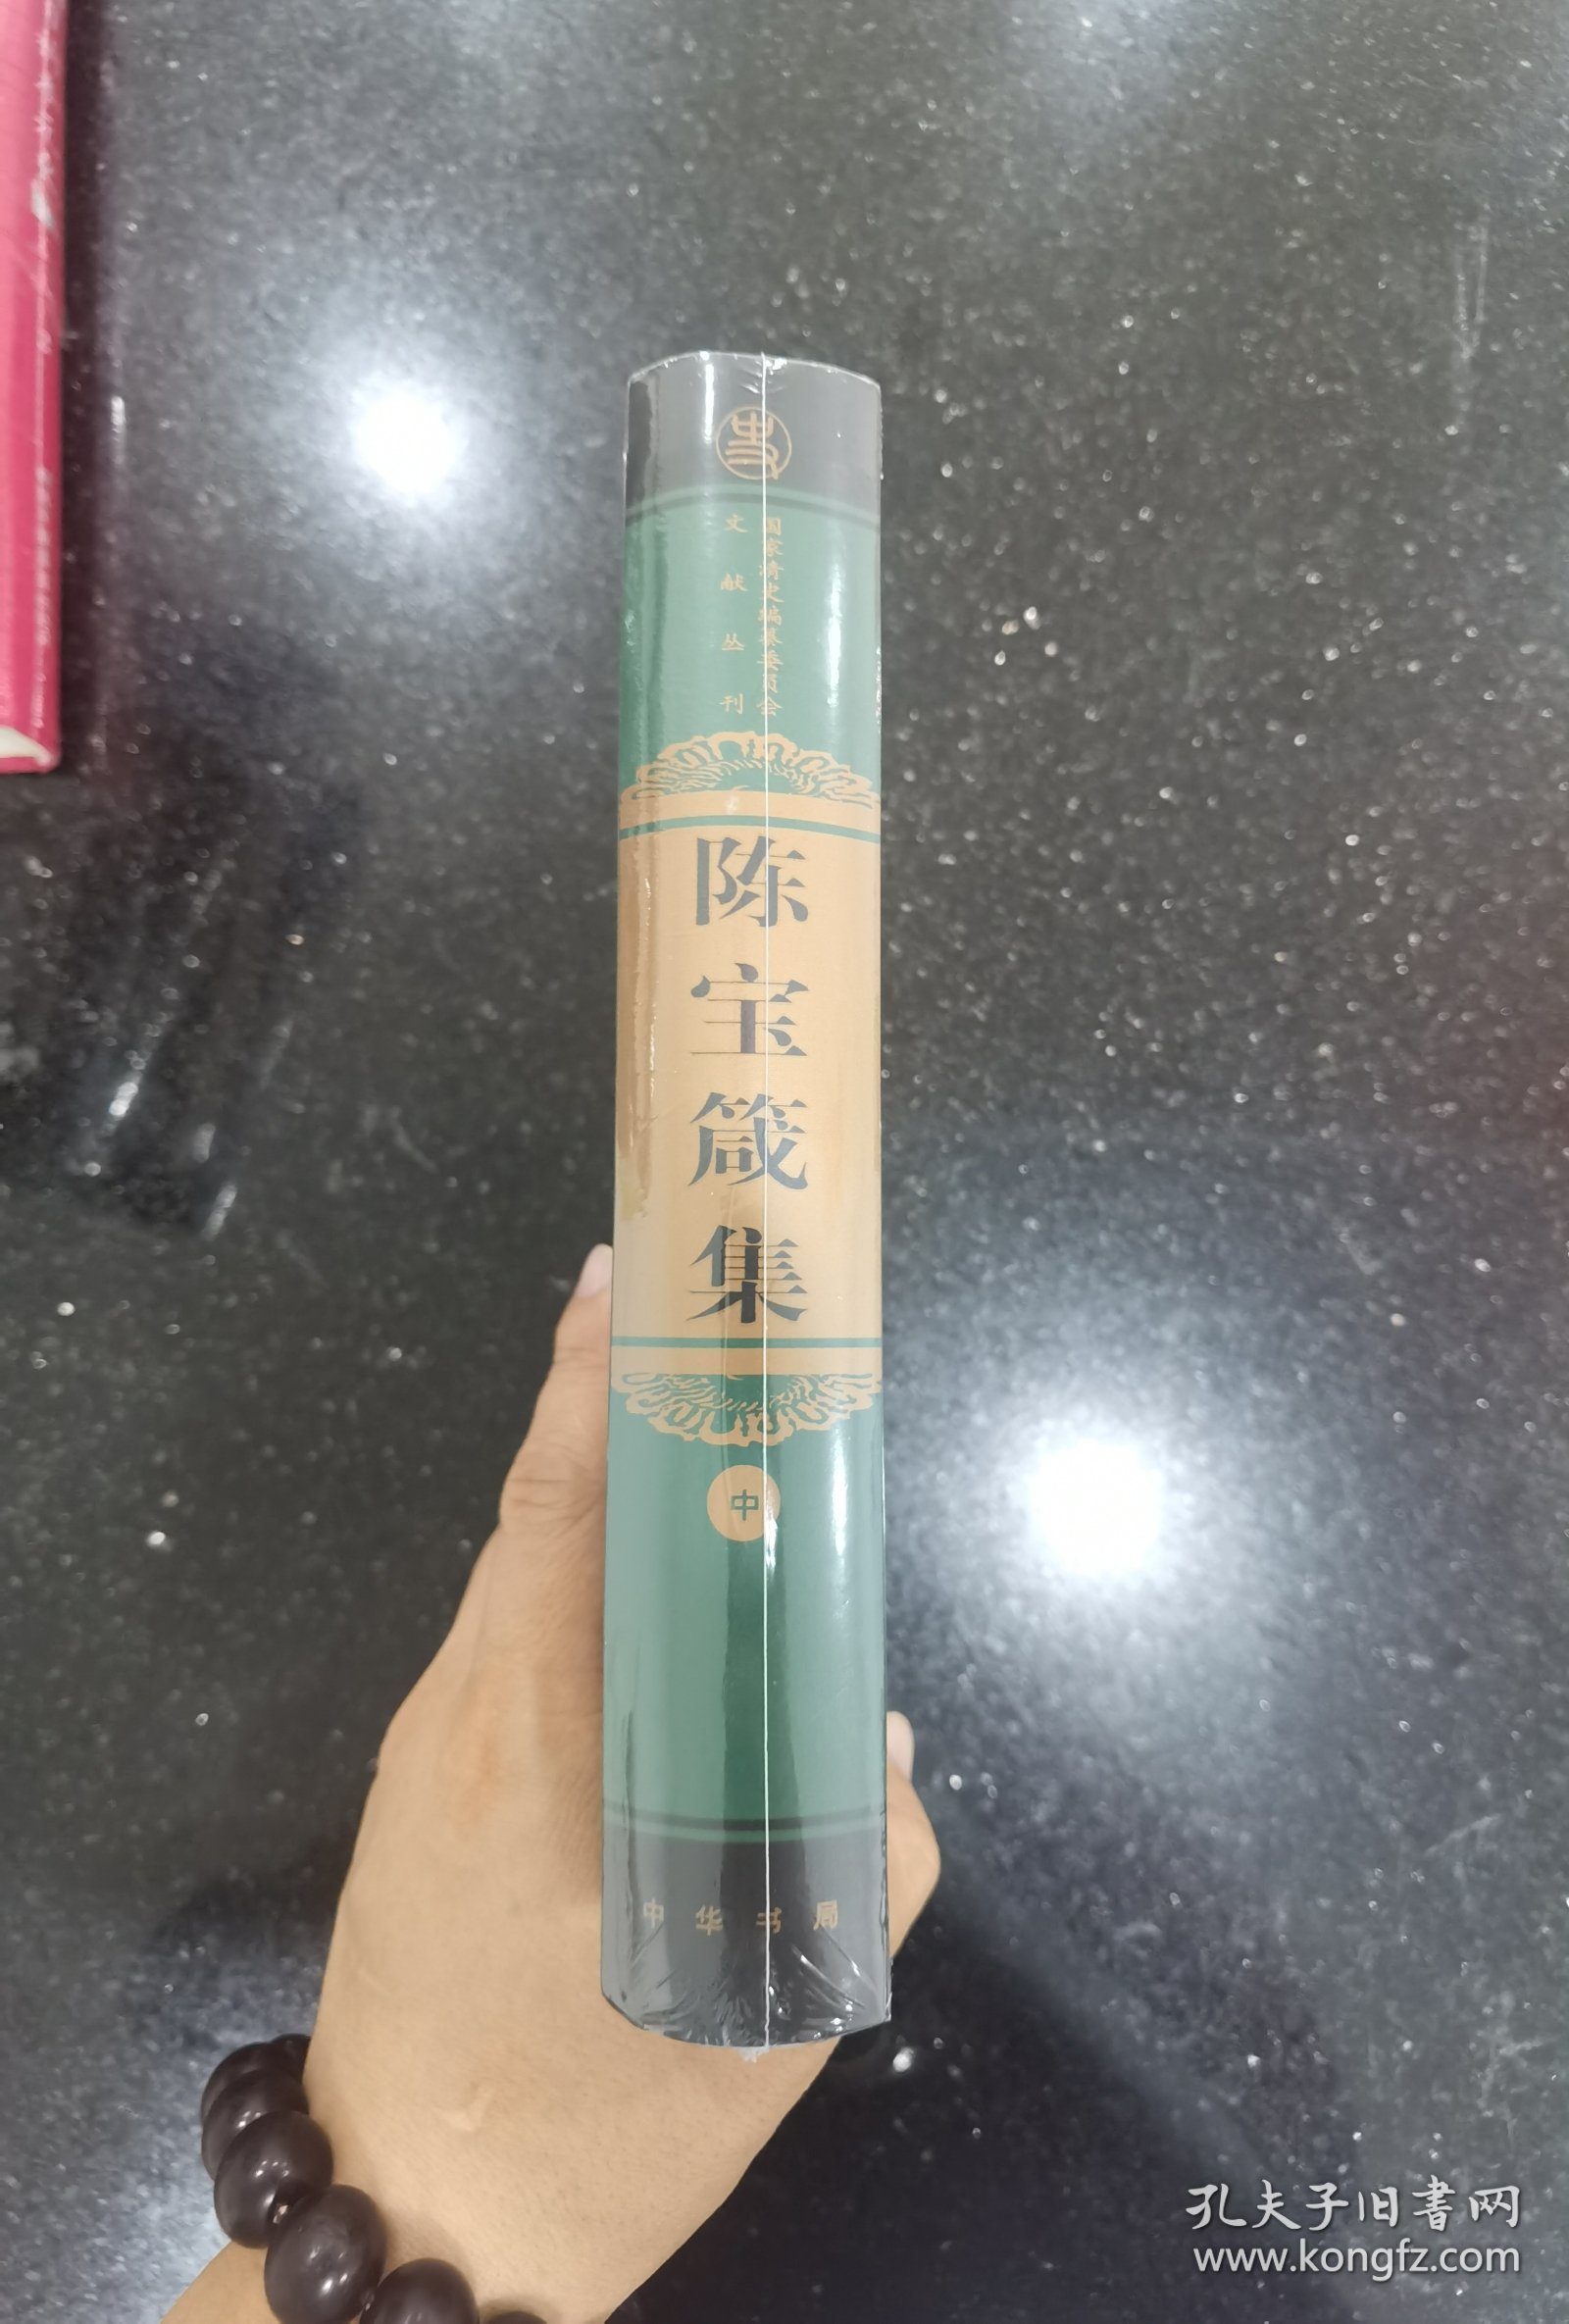 史
国家清史编纂委员会
文献丛刊
陈宝箴集
中
中华书局
孔夫子旧书网
www.kongfz.com